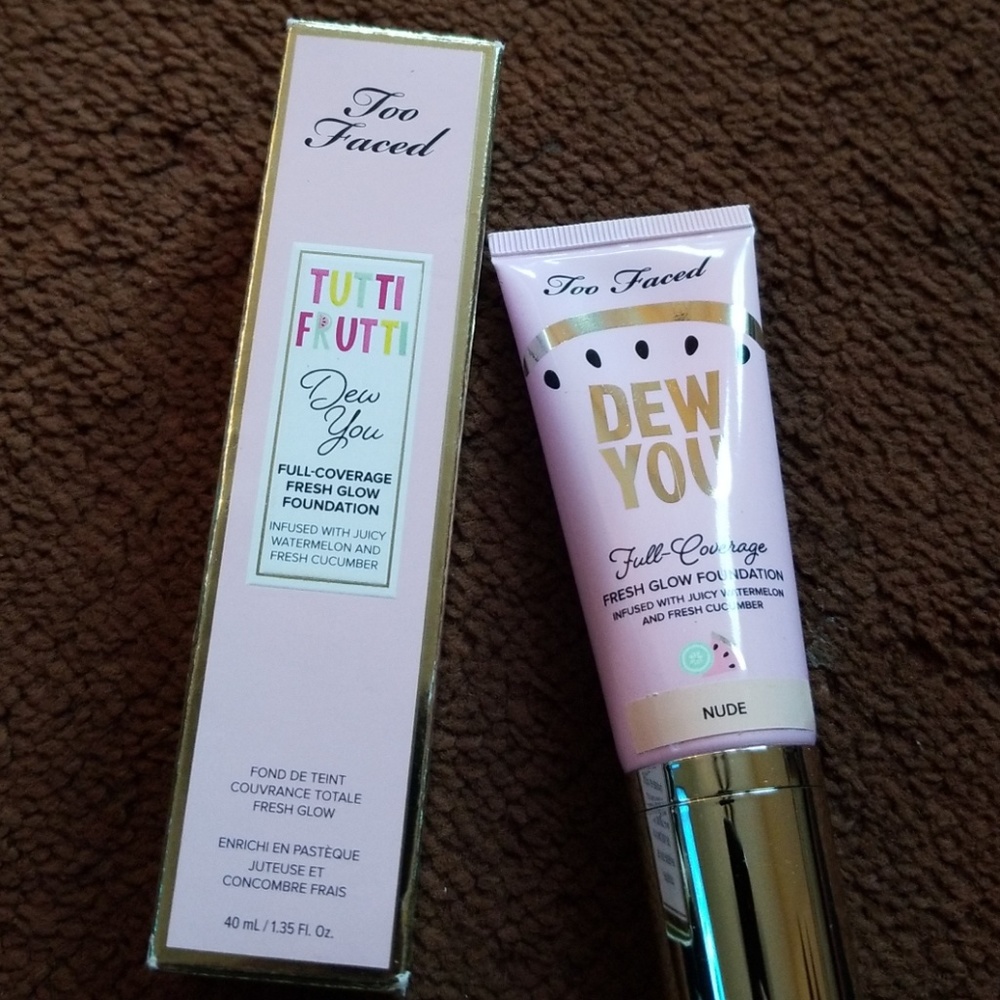 Too
Faced
TUTTI
FRUTTI
Dew
You
FULL-COVERAGE
FRESH GLOW
FOUNDATION
INFUSED WITH JUICY
WATERMELON AND
FRESH CUCUMBER
FOND DE TEINT
COUVRANCE TOTALE
FRESH GLOW
ENRICHI EN PASTÈQUE
JUTEUSE ET
CONCOMBRE FRAIS
40 mL / 1.35 Fl. Oz.
Too Faced
DEW
YOU
Full-Coverage
FRESH GLOW FOUNDATION
INFUSED WITH JUICY WATERMELON
AND FRESH CUCUMBER
NUDE